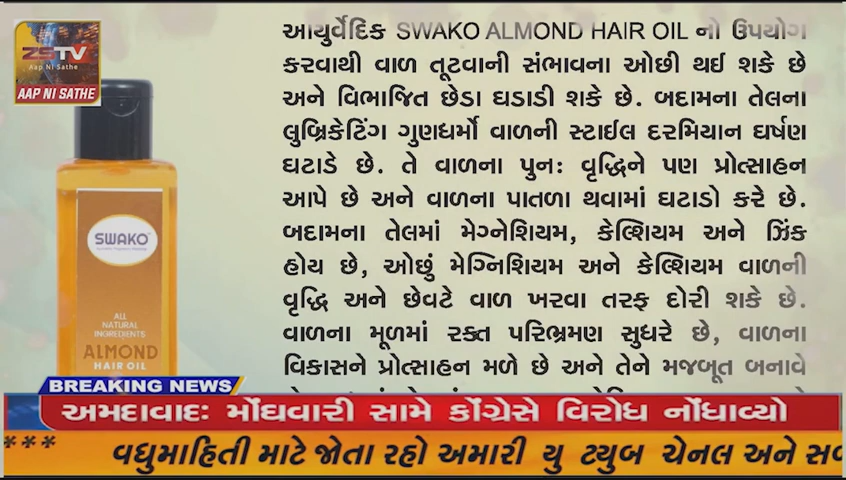 ZSTV
Aap Ni Sathe
AAP NI SATHE
આયુર્વેદિક SWAKO ALMOND HAIR OIL નો ઉપયોગ
કરવાથી વાળ તૂટવાની સંભાવના ઓછી થઈ શકે છે
અને વિભાજિત છેડા ઘડાડી શકે છે. બદામના તેલના
લુબ્રિકેટિંગ ગુણધર્મો વાળની સ્ટાઈલ દરમિયાન ઘર્ષણ
ઘટાડે છે. તે વાળના પુનઃ વૃદ્ધિને પણ પ્રોત્સાહન
આપે છે અને વાળના પાતળા થવામાં ઘટાડો કરે છે.
બદામના તેલમાં મેગ્નેશિયમ, કેલ્શિયમ અને ઝિંક
હોય છે, ઓછું મેગ્નિશિયમ અને કેલ્શિયમ વાળની
વૃદ્ધિ અને છેવટે વાળ ખરવા તરફ દોરી શકે છે.
વાળના મૂળમાં રક્ત પરિભ્રમણ સુધરે છે, વાળના
વિકાસને પ્રોત્સાહન મળે છે અને તેને મજબૂત બનાવે
SWAKO
ALL
NATURAL
INGREDIENTS
ALMOND
HAIR OIL
BREAKING NEWS
અમદાવાદઃ મોંઘવારી સામે કોંગ્રેસે વિરોધ નોંધાવ્યો
*** વધુમાહિતી માટે જોતા રહો અમારી યુ ટ્યુબ ચેનલ અને સબ